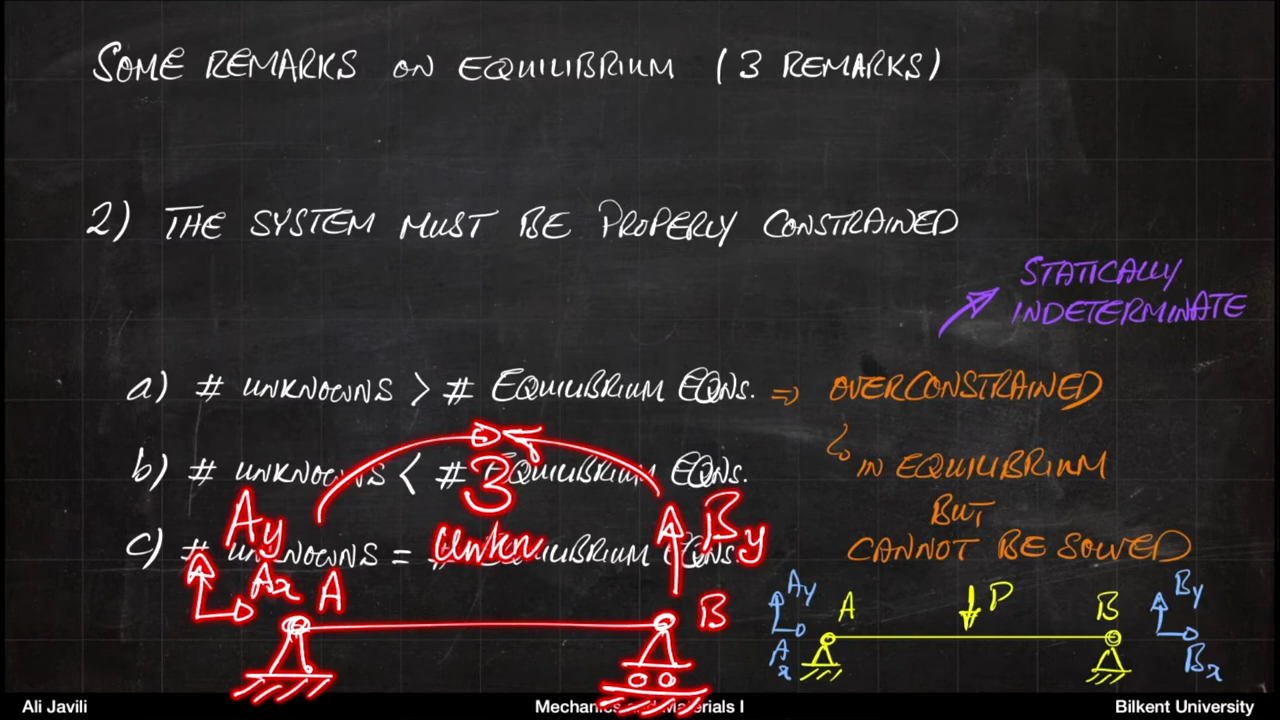 SOME REMARKS ON EQUILIBRIUM (3 REMARKS)
2) THE SYSTEM MUST BE PROPERLY CONSTRAINED
STATICALLY
INDETERMINATE
a) # UNKNOWNS > # EQUILIBRIUM EQNS. ⇒ OVERCONSTRAINED
b) # UNKNOWNS < # EQUILIBRIUM EQNS.
IN EQUILIBRIUM
BUT
CANNOT BE SOLVED
c) # UNKNOWNS = # EQUILIBRIUM EQNS.
3
Unkn
Ay
Ax
A
By
B
Ay
Ax
A
P
B
By
Bx
Ali Javili
Mechanics and Materials I
Bilkent University